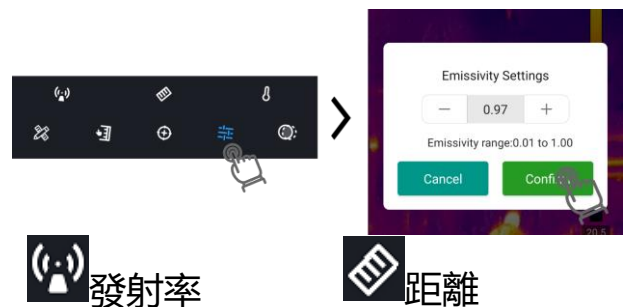 Emissivity Settings
− 0.97 +
Emissivity range:0.01 to 1.00
Cancel Confi
20.5
發射率 距離